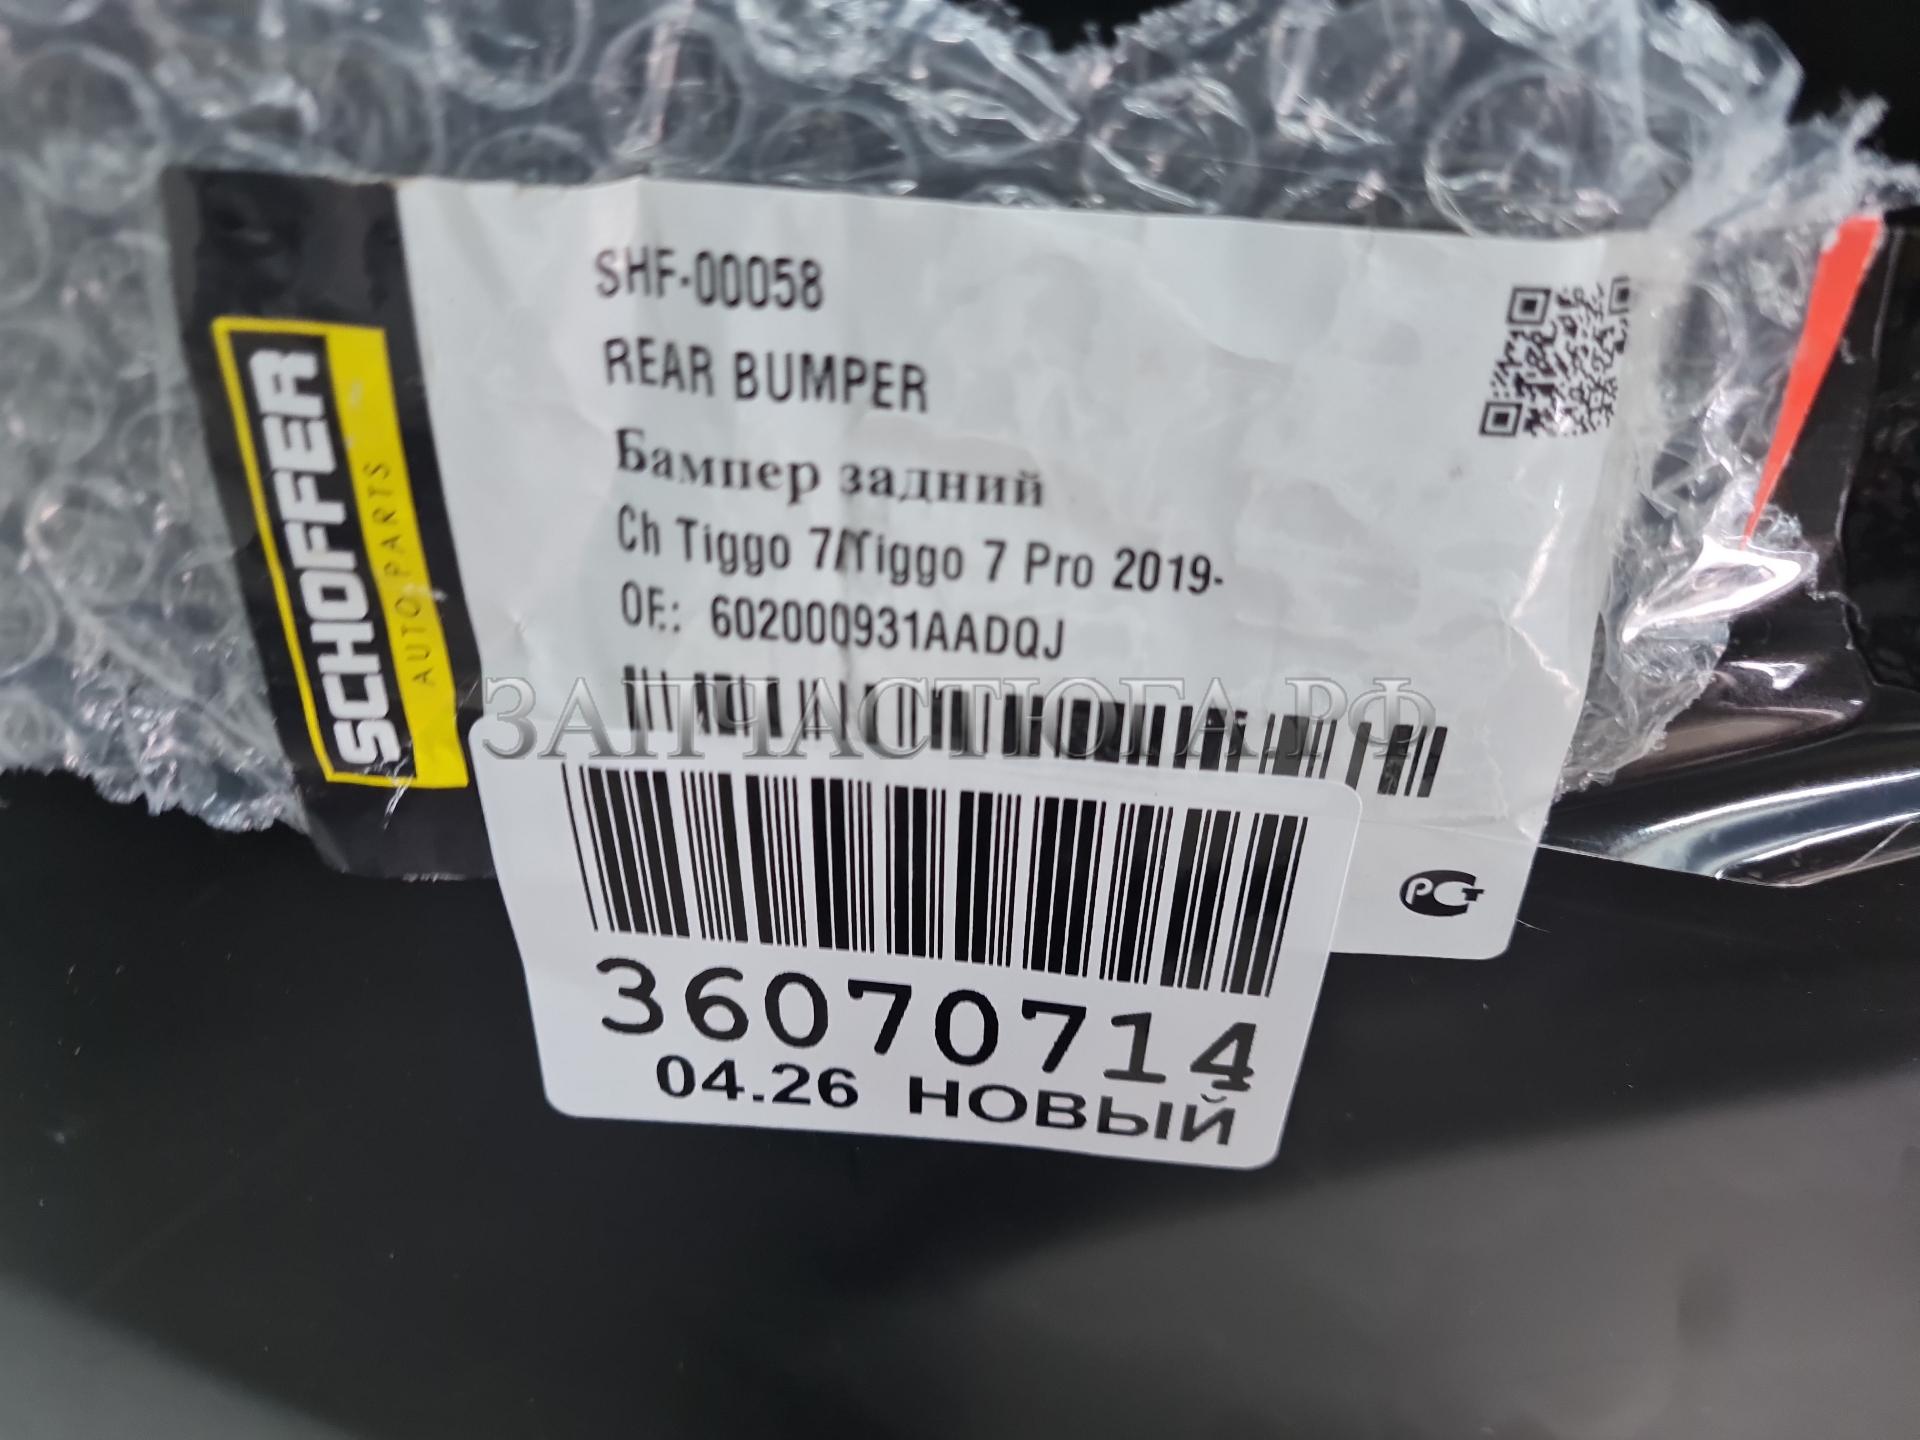 SCHOFFER
AUTO PARTS
SHF-00058
REAR BUMPER
Бампер задний
Ch Tiggo 7/Tiggo 7 Pro 2019-
OE: 602000931AADQJ
ЗАПЧАСТЮГА.РФ
36070714
04.26 НОВЫЙ
РСТ